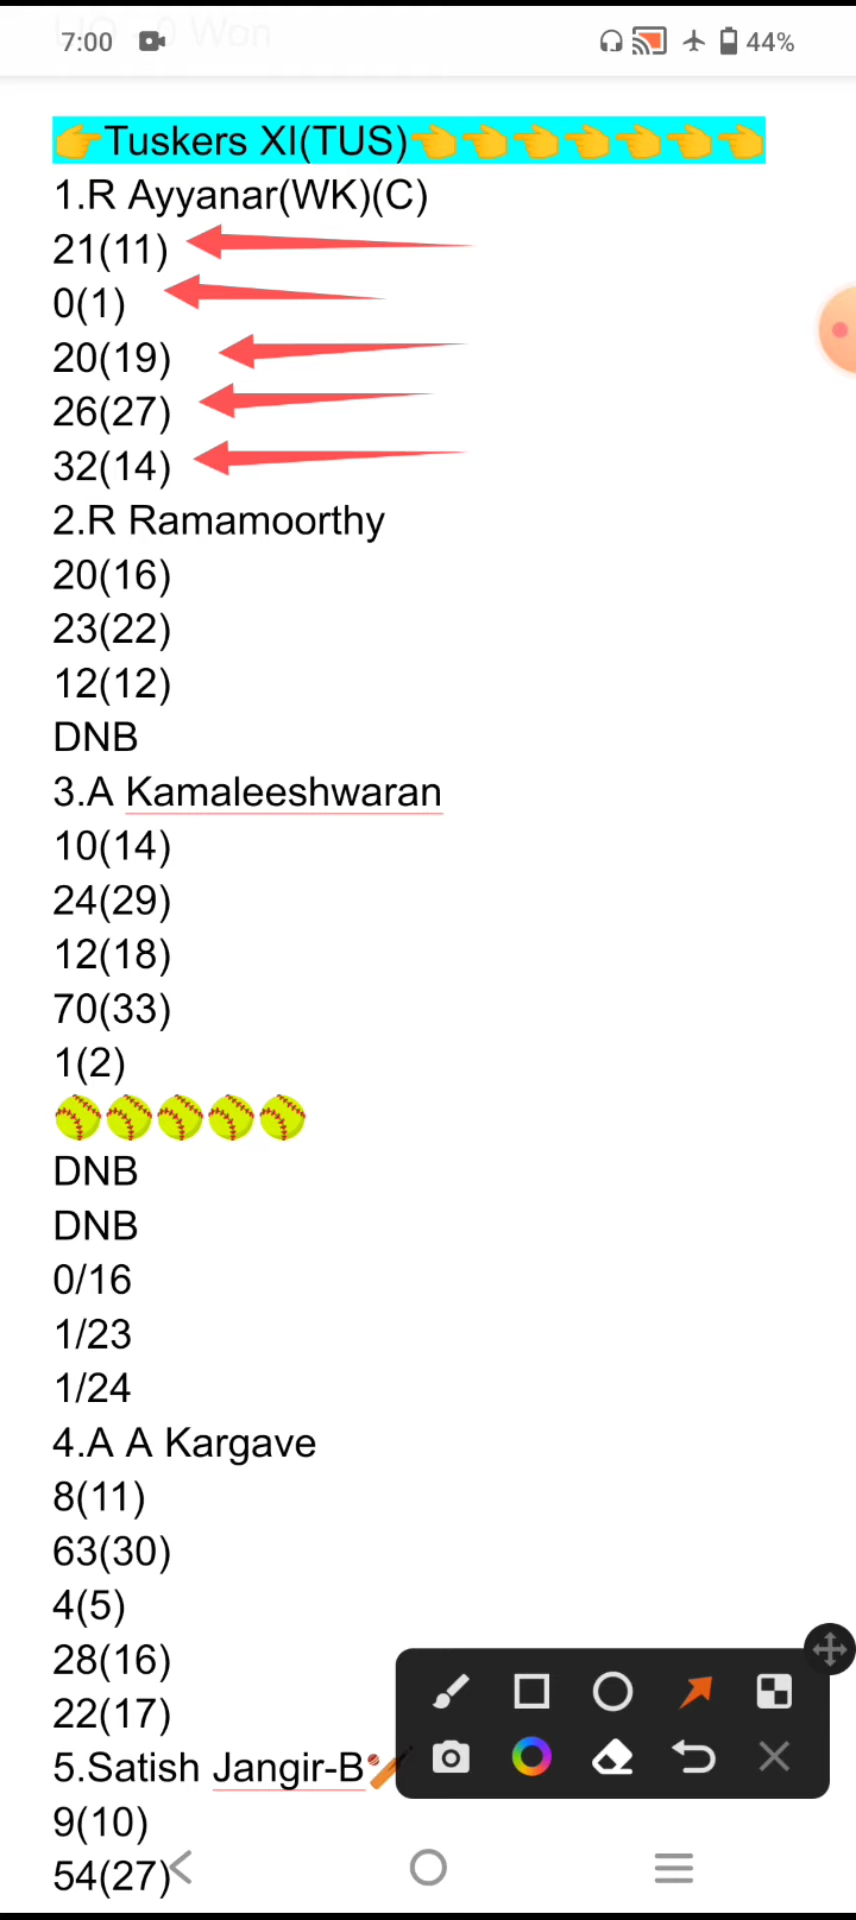 0 Won
7:00
44%
👉Tuskers XI(TUS)👈👈👈👈👈👈👈
1.R Ayyanar(WK)(C)
21(11)
0(1)
20(19)
26(27)
32(14)
2.R Ramamoorthy
20(16)
23(22)
12(12)
DNB
3.A Kamaleeshwaran
10(14)
24(29)
12(18)
70(33)
1(2)
🥎🥎🥎🥎🥎
DNB
DNB
0/16
1/23
1/24
4.A A Kargave
8(11)
63(30)
4(5)
28(16)
22(17)
5.Satish Jangir-B🏏
9(10)
54(27)